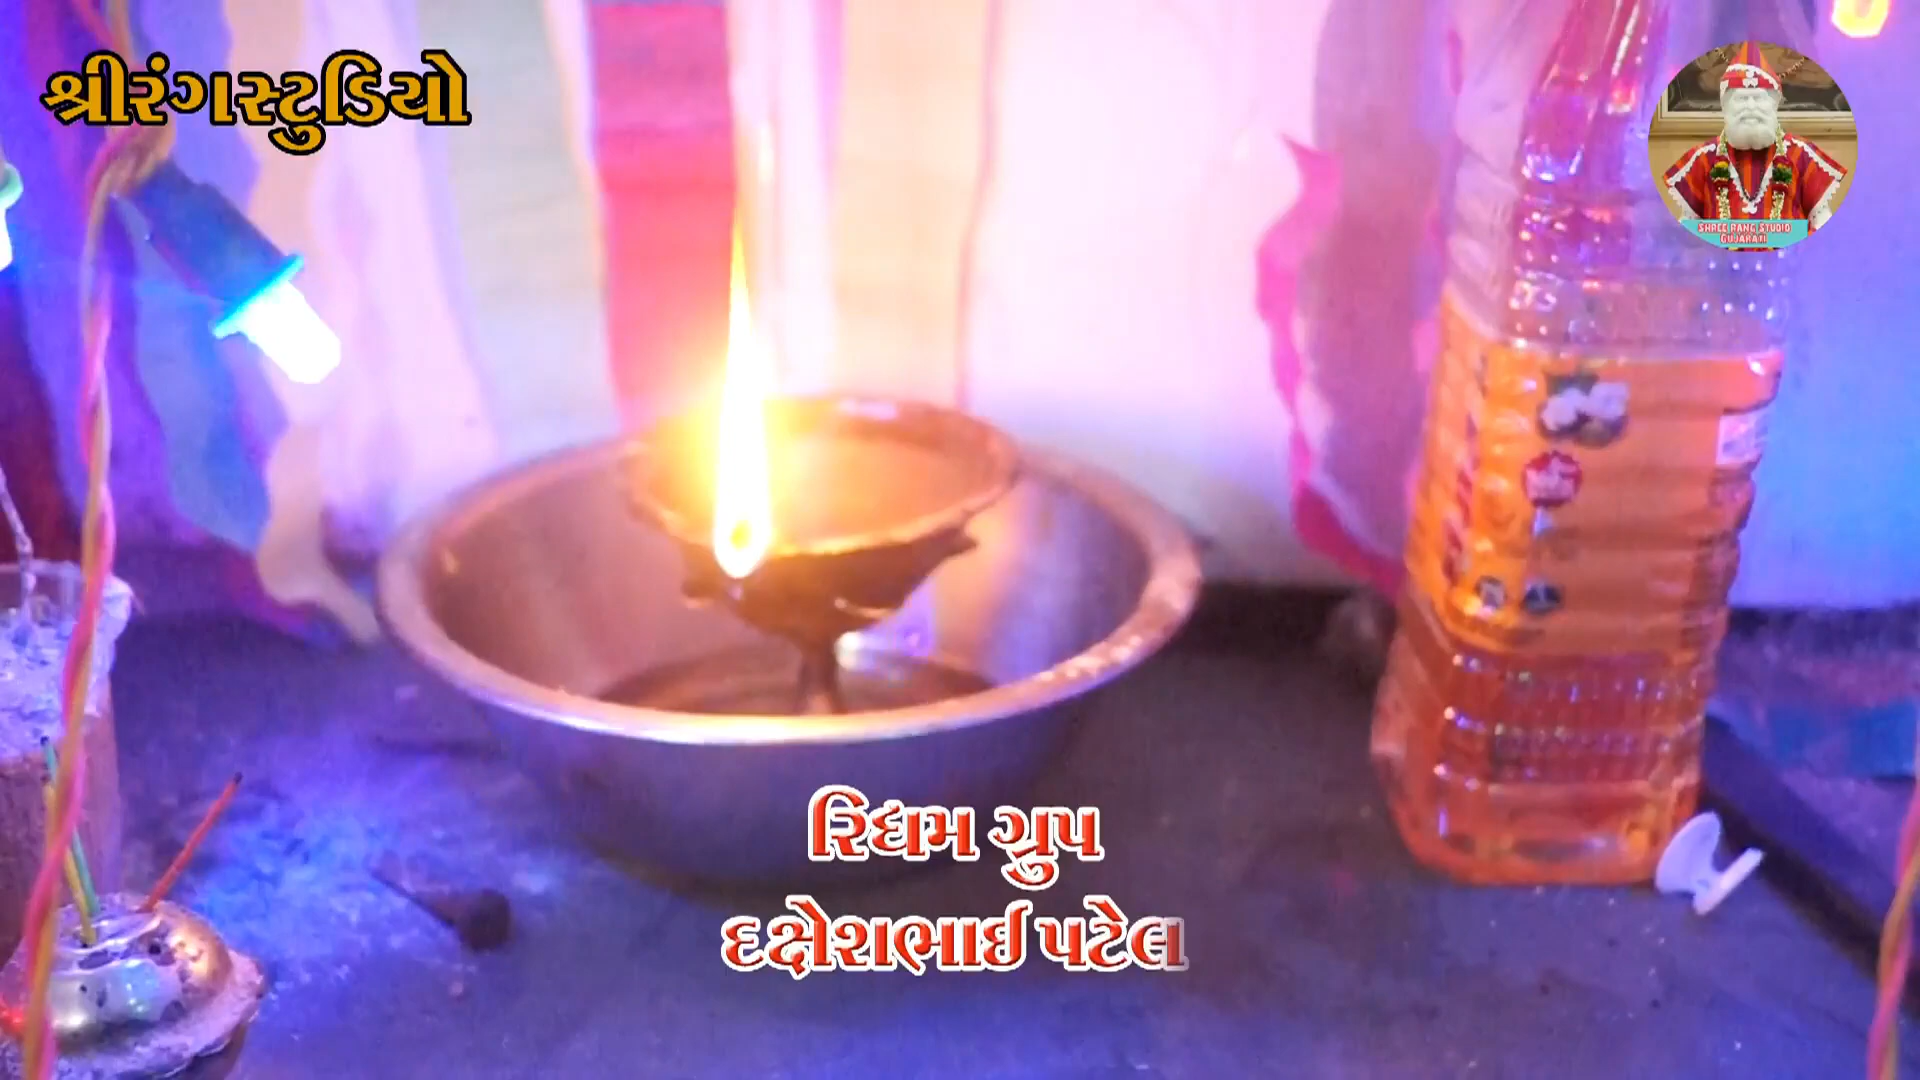 શ્રીરંગસ્ટુડિયો
SHREE RANG STUDIO
GUJARATI
રિધમ ગ્રુપ
દક્ષેશભાઈ પટેલ